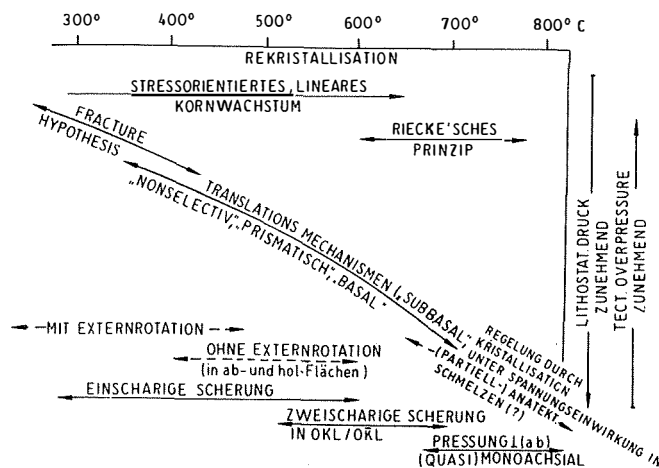 300° 400° 500° 600° 700° 800° C
REKRISTALLISATION
STRESSORIENTIERTES, LINEARES
KORNWACHSTUM
RIECKE'SCHES
PRINZIP
FRACTURE
HYPOTHESIS
TRANSLATIONS MECHANISMEN („SUBBASAL,"
„NONSELECTIV,"„PRISMATISCH",„BASAL"
LITHOSTAT. DRUCK
ZUNEHMEND
TECT. OVERPRESSURE
ZUNEHMEND
MIT EXTERNROTATION
OHNE EXTERNROTATION
(in ab- und hol-Flächen)
EINSCHARIGE SCHERUNG
ZWEISCHARIGE SCHERUNG
IN OKL/OK̄L
REGELUNG DURCH
KRISTALLISATION
UNTER SPANNUNGSEINWIRKUNG IN
(PARTIELL-) ANATEKT.
SCHMELZEN (?)
PRESSUNG ⊥ (ab)
(QUASI) MONOACHSIAL